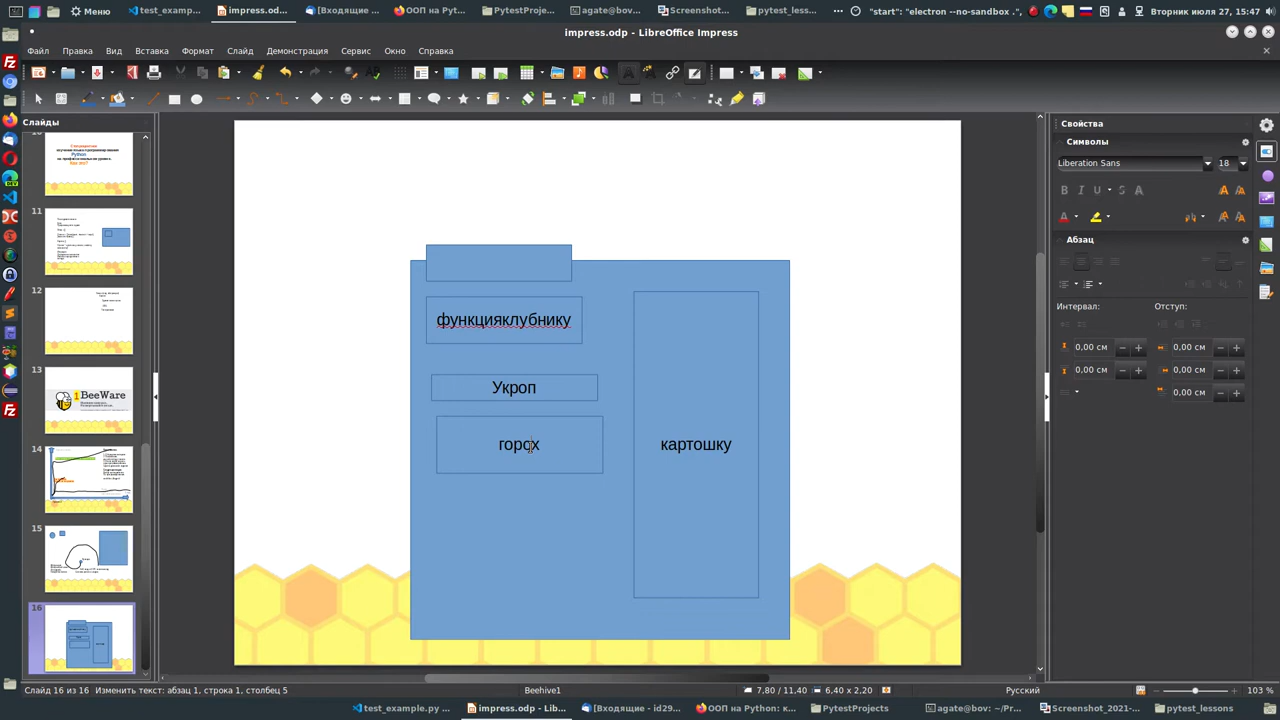 Меню
test_examp...
impress.od...
[Входящие ...
ООП на Pyt...
PytestProje...
agate@bov...
Screenshot...
pytest_less...
"start": "electron --no-sandbox .",
Вторник июля 27, 15:47
impress.odp - LibreOffice Impress
Файл Правка Вид Вставка Формат Слайд Демонстрация Сервис Окно Справка
Слайды
11
12
13
BeeWare
14
15
16
функцияклубнику
Укроп
горох
картошку
Свойства
Символы
Liberation Sans
18
Абзац
Интервал:
Отступ:
0,00 см
0,00 см
0,00 см
0,00 см
0,00 см
Слайд 16 из 16
Изменить текст: абзац 1, строка 1, столбец 5
Beehive1
7,80 / 11,40
6,40 x 2,20
Русский
103 %
test_example.py ...
impress.odp - Lib...
[Входящие - id29...
ООП на Python: к...
PytestProjects
agate@bov: ~/Pr...
Screenshot_2021-...
pytest_lessons